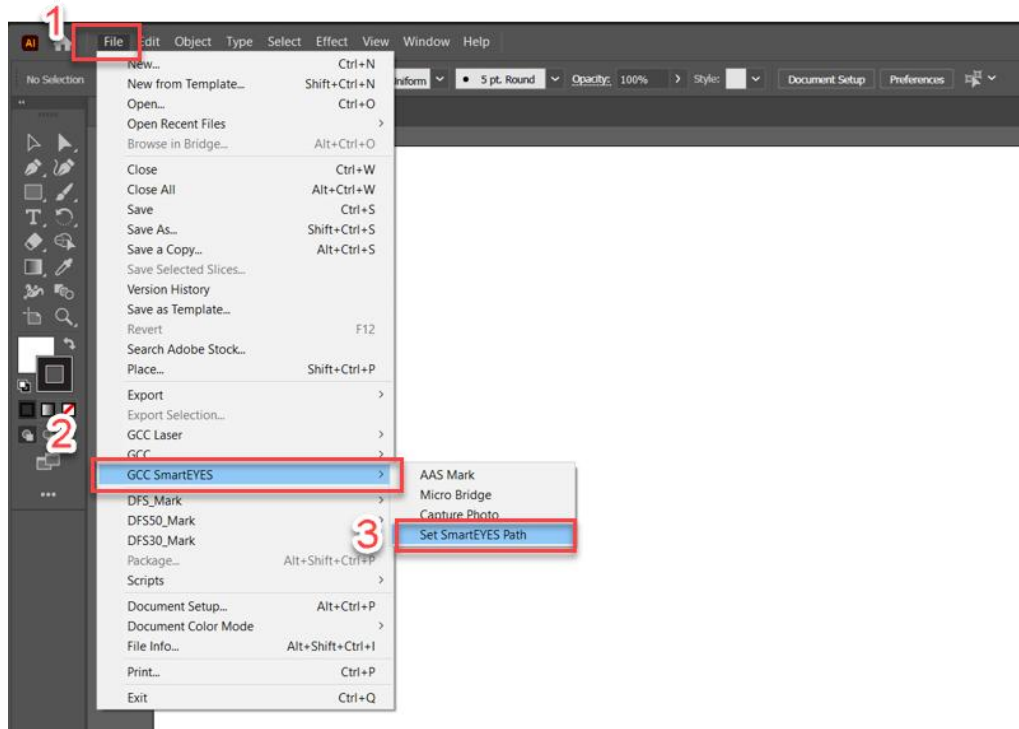 1
Ai File Edit Object Type Select Effect View Window Help
No Selection Uniform 5 pt. Round Opacity: 100% Style: Document Setup Preferences
New... Ctrl+N
New from Template... Shift+Ctrl+N
Open... Ctrl+O
Open Recent Files
Browse in Bridge... Alt+Ctrl+O
Close Ctrl+W
Close All Alt+Ctrl+W
Save Ctrl+S
Save As... Shift+Ctrl+S
Save a Copy... Alt+Ctrl+S
Save Selected Slices...
Version History
Save as Template...
Revert F12
Search Adobe Stock...
Place... Shift+Ctrl+P
Export
Export Selection...
GCC Laser
GCC
2
GCC SmartEYES
DFS_Mark
DFS50_Mark
DFS30_Mark
Package... Alt+Shift+Ctrl+P
Scripts
Document Setup... Alt+Ctrl+P
Document Color Mode
File Info... Alt+Shift+Ctrl+I
Print... Ctrl+P
Exit Ctrl+Q
AAS Mark
Micro Bridge
Capture Photo
3
Set SmartEYES Path